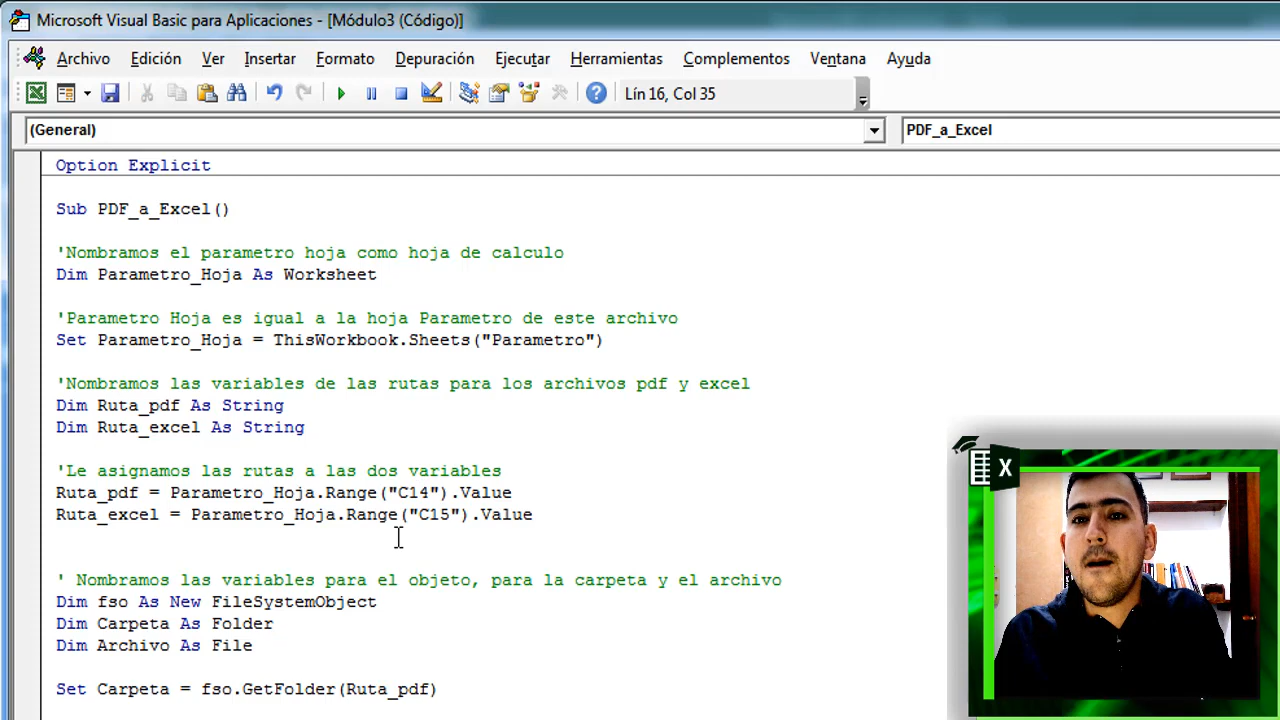 Microsoft Visual Basic para Aplicaciones - [Módulo3 (Código)]
Archivo Edición Ver Insertar Formato Depuración Ejecutar Herramientas Complementos Ventana Ayuda
Lín 16, Col 35
(General) PDF_a_Excel
Option Explicit
Sub PDF_a_Excel()
'Nombramos el parametro hoja como hoja de calculo
Dim Parametro_Hoja As Worksheet
'Parametro Hoja es igual a la hoja Parametro de este archivo
Set Parametro_Hoja = ThisWorkbook.Sheets("Parametro")
'Nombramos las variables de las rutas para los archivos pdf y excel
Dim Ruta_pdf As String
Dim Ruta_excel As String
'Le asignamos las rutas a las dos variables
Ruta_pdf = Parametro_Hoja.Range("C14").Value
Ruta_excel = Parametro_Hoja.Range("C15").Value
' Nombramos las variables para el objeto, para la carpeta y el archivo
Dim fso As New FileSystemObject
Dim Carpeta As Folder
Dim Archivo As File
Set Carpeta = fso.GetFolder(Ruta_pdf)
X